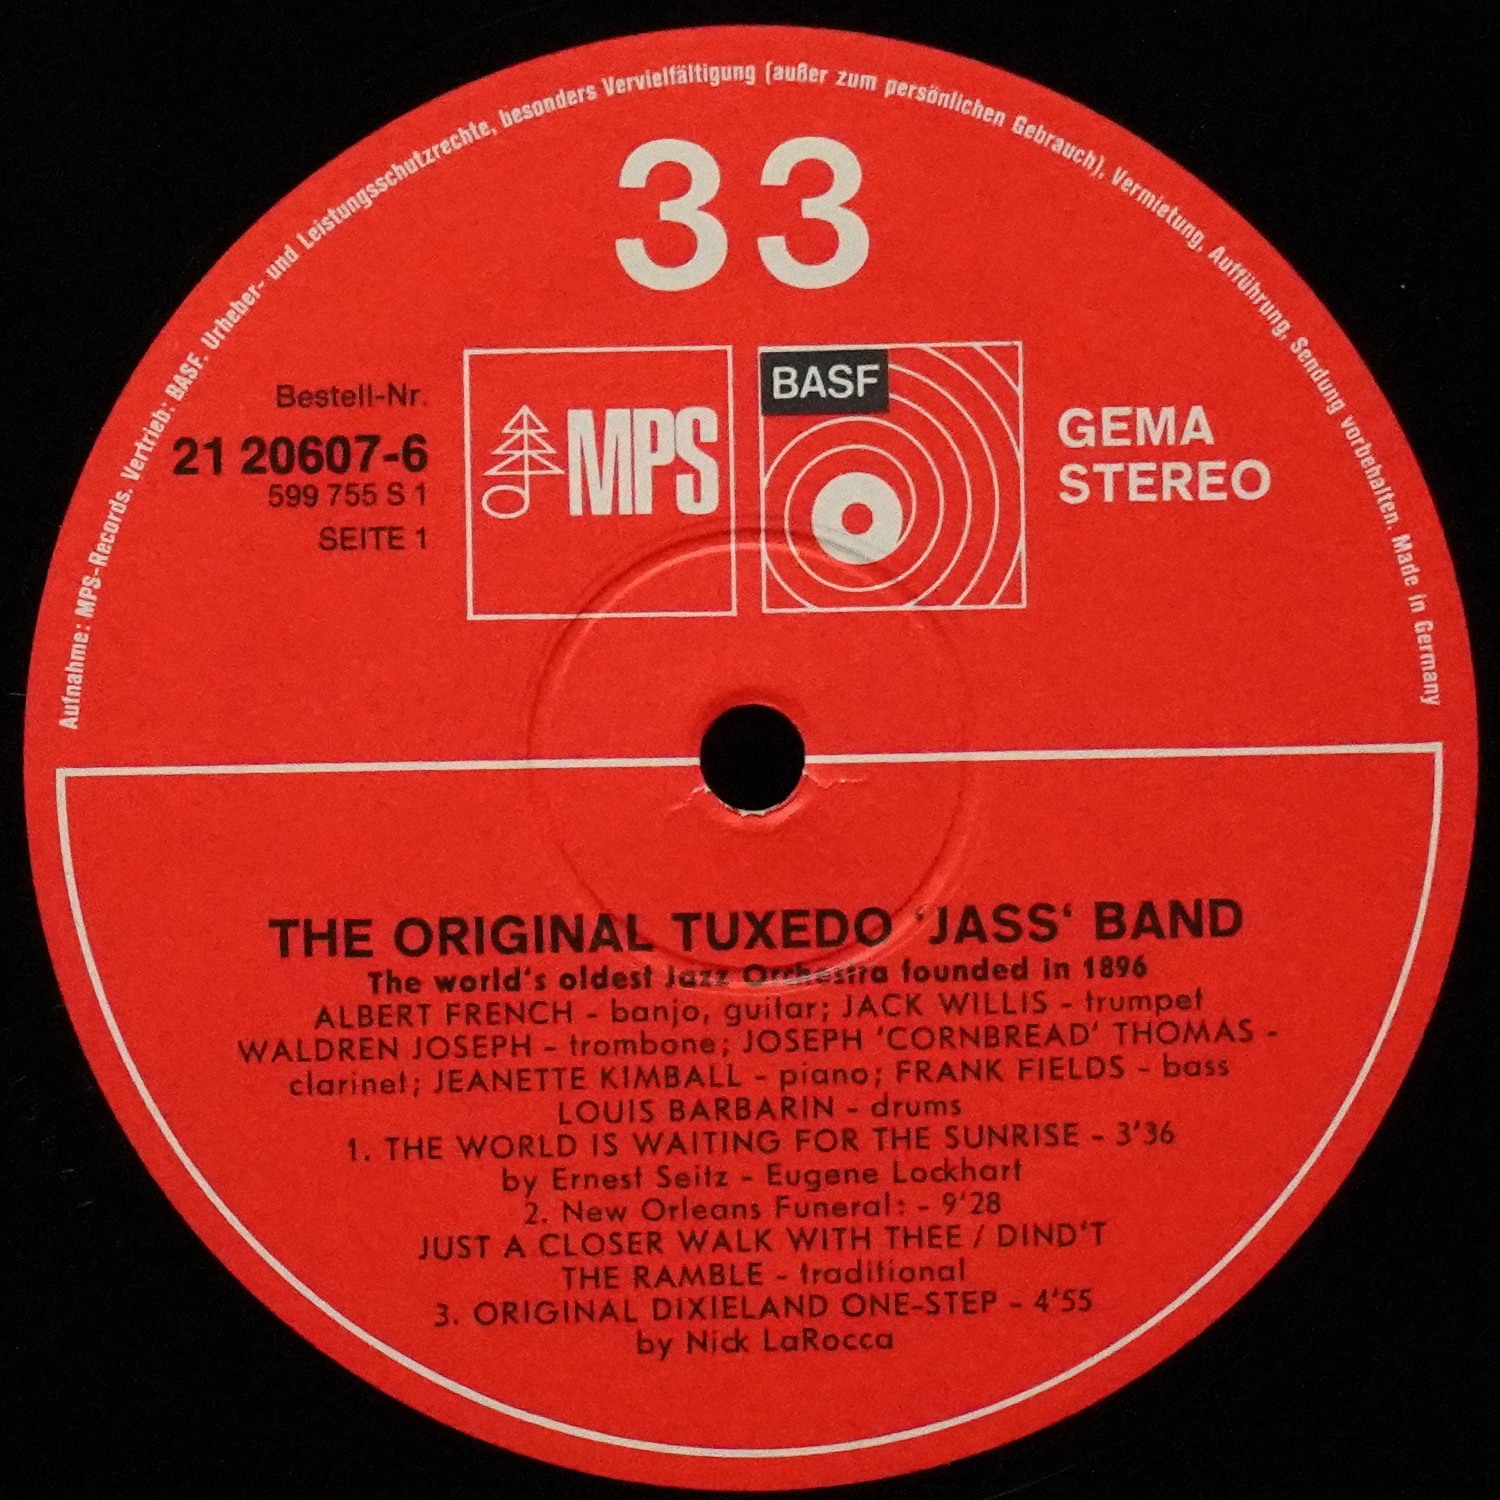 Aufnahme: MPS-Records. Vertrieb: BASF. Urheber- und Leistungsschutzrechte, besonders Vervielfältigung (außer zum persönlichen Gebrauch), Vermietung, Aufführung, Sendung vorbehalten. Made in Germany
33
Bestell-Nr.
21 20607-6
599 755 S 1
SEITE 1
MPS
BASF
GEMA
STEREO
THE ORIGINAL TUXEDO ‘JASS‘ BAND
The world‘s oldest Jazz Orchestra founded in 1896
ALBERT FRENCH - banjo, guitar; JACK WILLIS - trumpet
WALDREN JOSEPH - trombone; JOSEPH ‘CORNBREAD‘ THOMAS -
clarinet; JEANETTE KIMBALL - piano; FRANK FIELDS - bass
LOUIS BARBARIN - drums
1. THE WORLD IS WAITING FOR THE SUNRISE - 3‘36
by Ernest Seitz - Eugene Lockhart
2. New Orleans Funeral: - 9‘28
JUST A CLOSER WALK WITH THEE / DIND‘T
THE RAMBLE - traditional
3. ORIGINAL DIXIELAND ONE-STEP - 4‘55
by Nick LaRocca